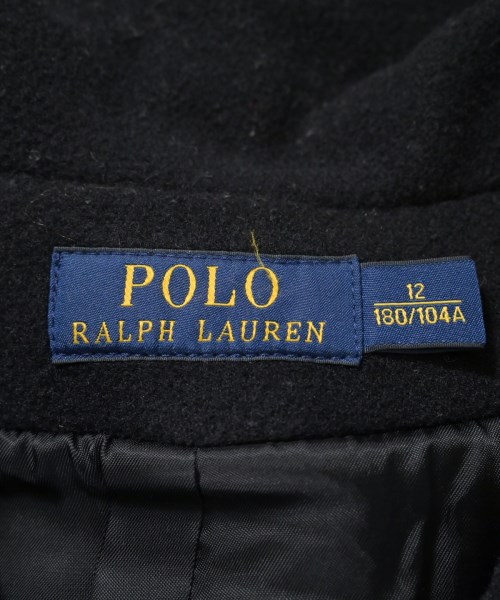 POLO
RALPH LAUREN
12
180/104A